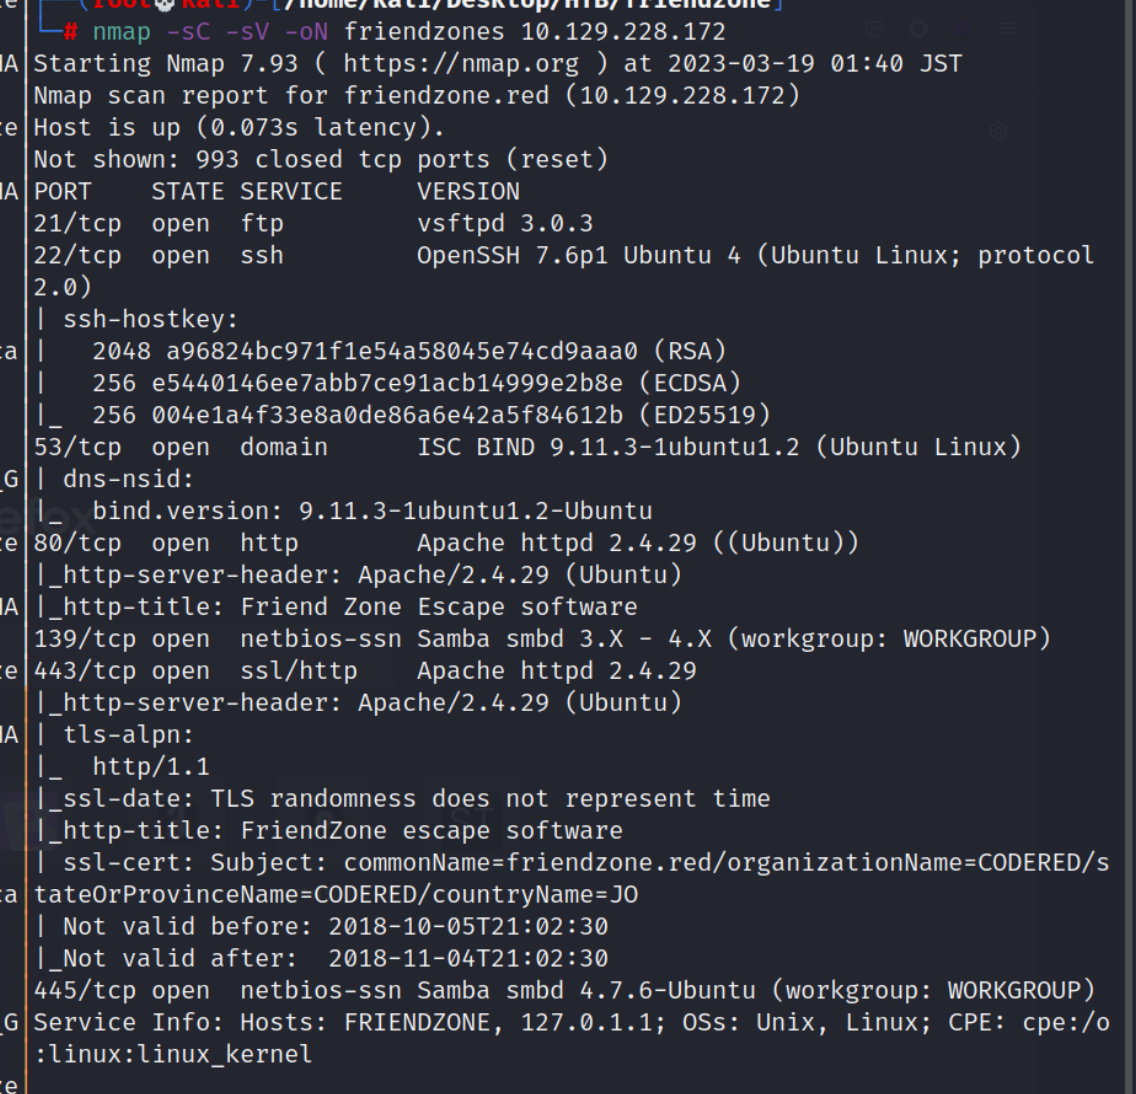 (root💀kali)-[/home/kali/Desktop/HTB/friendzone]
# nmap -sC -sV -oN friendzones 10.129.228.172
Starting Nmap 7.93 ( https://nmap.org ) at 2023-03-19 01:40 JST
Nmap scan report for friendzone.red (10.129.228.172)
Host is up (0.073s latency).
Not shown: 993 closed tcp ports (reset)
PORT    STATE SERVICE     VERSION
21/tcp  open  ftp         vsftpd 3.0.3
22/tcp  open  ssh         OpenSSH 7.6p1 Ubuntu 4 (Ubuntu Linux; protocol
2.0)
| ssh-hostkey:
|   2048 a96824bc971f1e54a58045e74cd9aaa0 (RSA)
|   256 e5440146ee7abb7ce91acb14999e2b8e (ECDSA)
|_  256 004e1a4f33e8a0de86a6e42a5f84612b (ED25519)
53/tcp  open  domain      ISC BIND 9.11.3-1ubuntu1.2 (Ubuntu Linux)
| dns-nsid:
|_  bind.version: 9.11.3-1ubuntu1.2-Ubuntu
80/tcp  open  http        Apache httpd 2.4.29 ((Ubuntu))
|_http-server-header: Apache/2.4.29 (Ubuntu)
|_http-title: Friend Zone Escape software
139/tcp open  netbios-ssn Samba smbd 3.X - 4.X (workgroup: WORKGROUP)
443/tcp open  ssl/http    Apache httpd 2.4.29
|_http-server-header: Apache/2.4.29 (Ubuntu)
| tls-alpn:
|_  http/1.1
|_ssl-date: TLS randomness does not represent time
|_http-title: FriendZone escape software
| ssl-cert: Subject: commonName=friendzone.red/organizationName=CODERED/s
tateOrProvinceName=CODERED/countryName=JO
| Not valid before: 2018-10-05T21:02:30
|_Not valid after:  2018-11-04T21:02:30
445/tcp open  netbios-ssn Samba smbd 4.7.6-Ubuntu (workgroup: WORKGROUP)
Service Info: Hosts: FRIENDZONE, 127.0.1.1; OSs: Unix, Linux; CPE: cpe:/o
:linux:linux_kernel